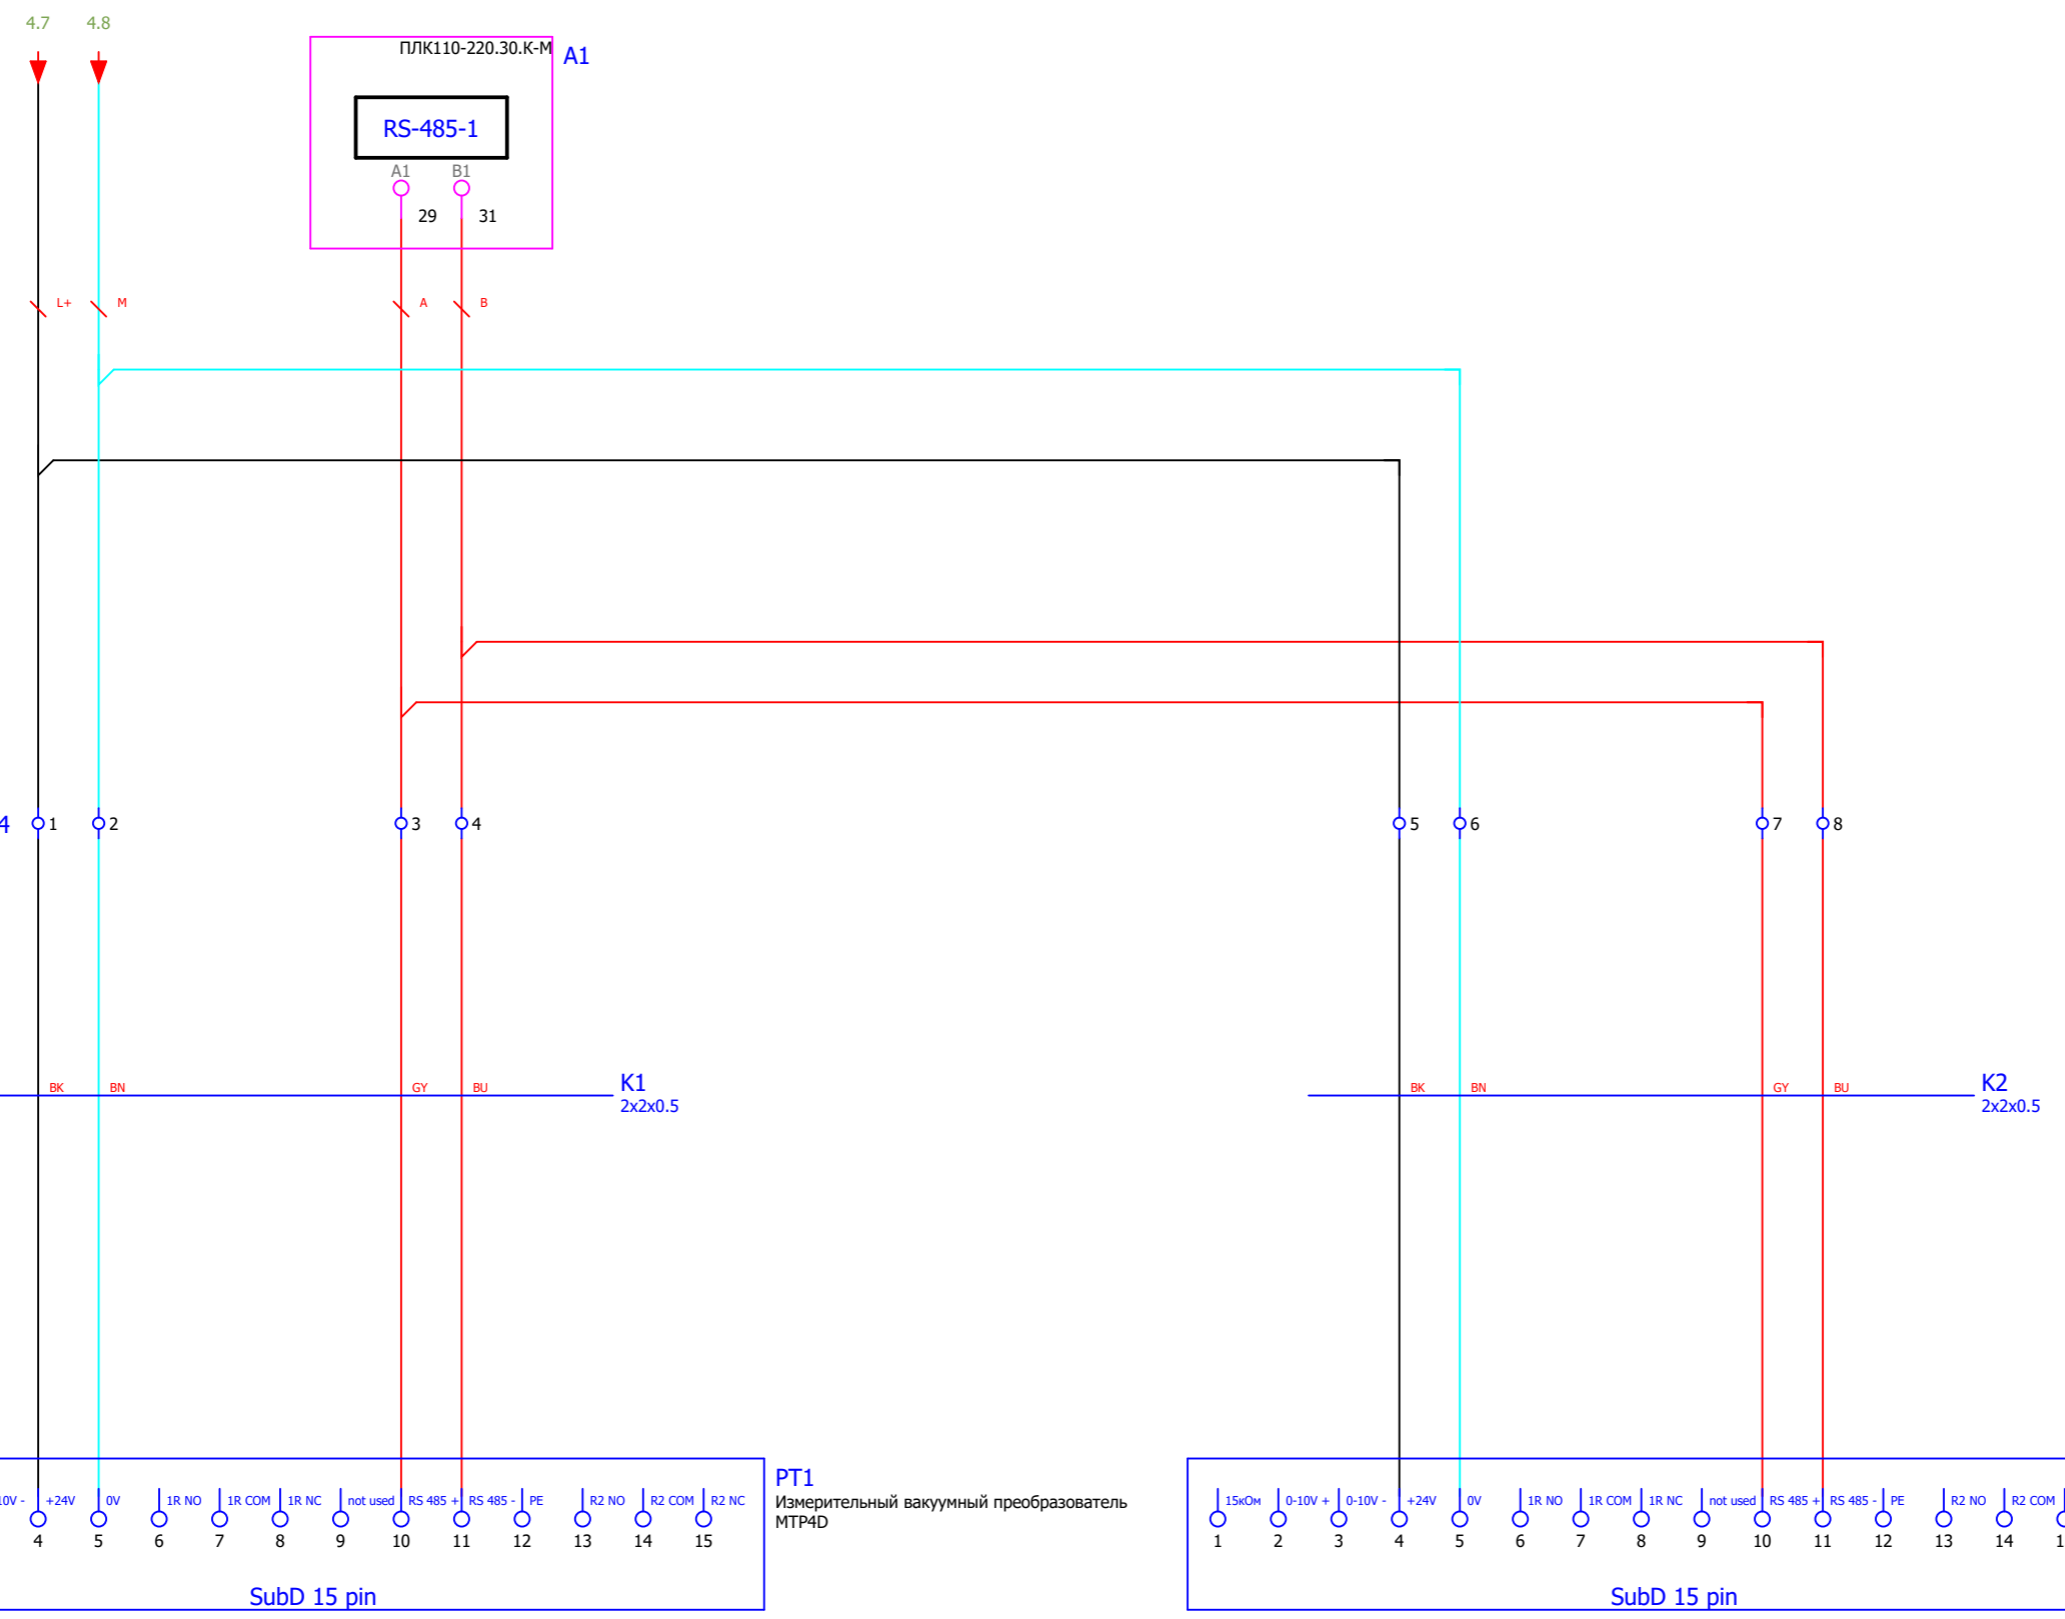 4.7 4.8
ПЛК110-220.30.К-М A1
RS-485-1
A1 B1
29 31
L+ M A B
4 1 2 3 4 5 6 7 8
BK BN GY BU K1 BK BN GY BU K2
2x2x0.5 2x2x0.5
PT1
10V - +24V 0V 1R NO 1R COM 1R NC not used RS 485 + RS 485 - PE R2 NO R2 COM R2 NC Измерительный вакуумный преобразователь 15кОм 0-10V + 0-10V - +24V 0V 1R NO 1R COM 1R NC not used RS 485 + RS 485 - PE R2 NO R2 COM
MTP4D
4 5 6 7 8 9 10 11 12 13 14 15 1 2 3 4 5 6 7 8 9 10 11 12 13 14 1
SubD 15 pin SubD 15 pin